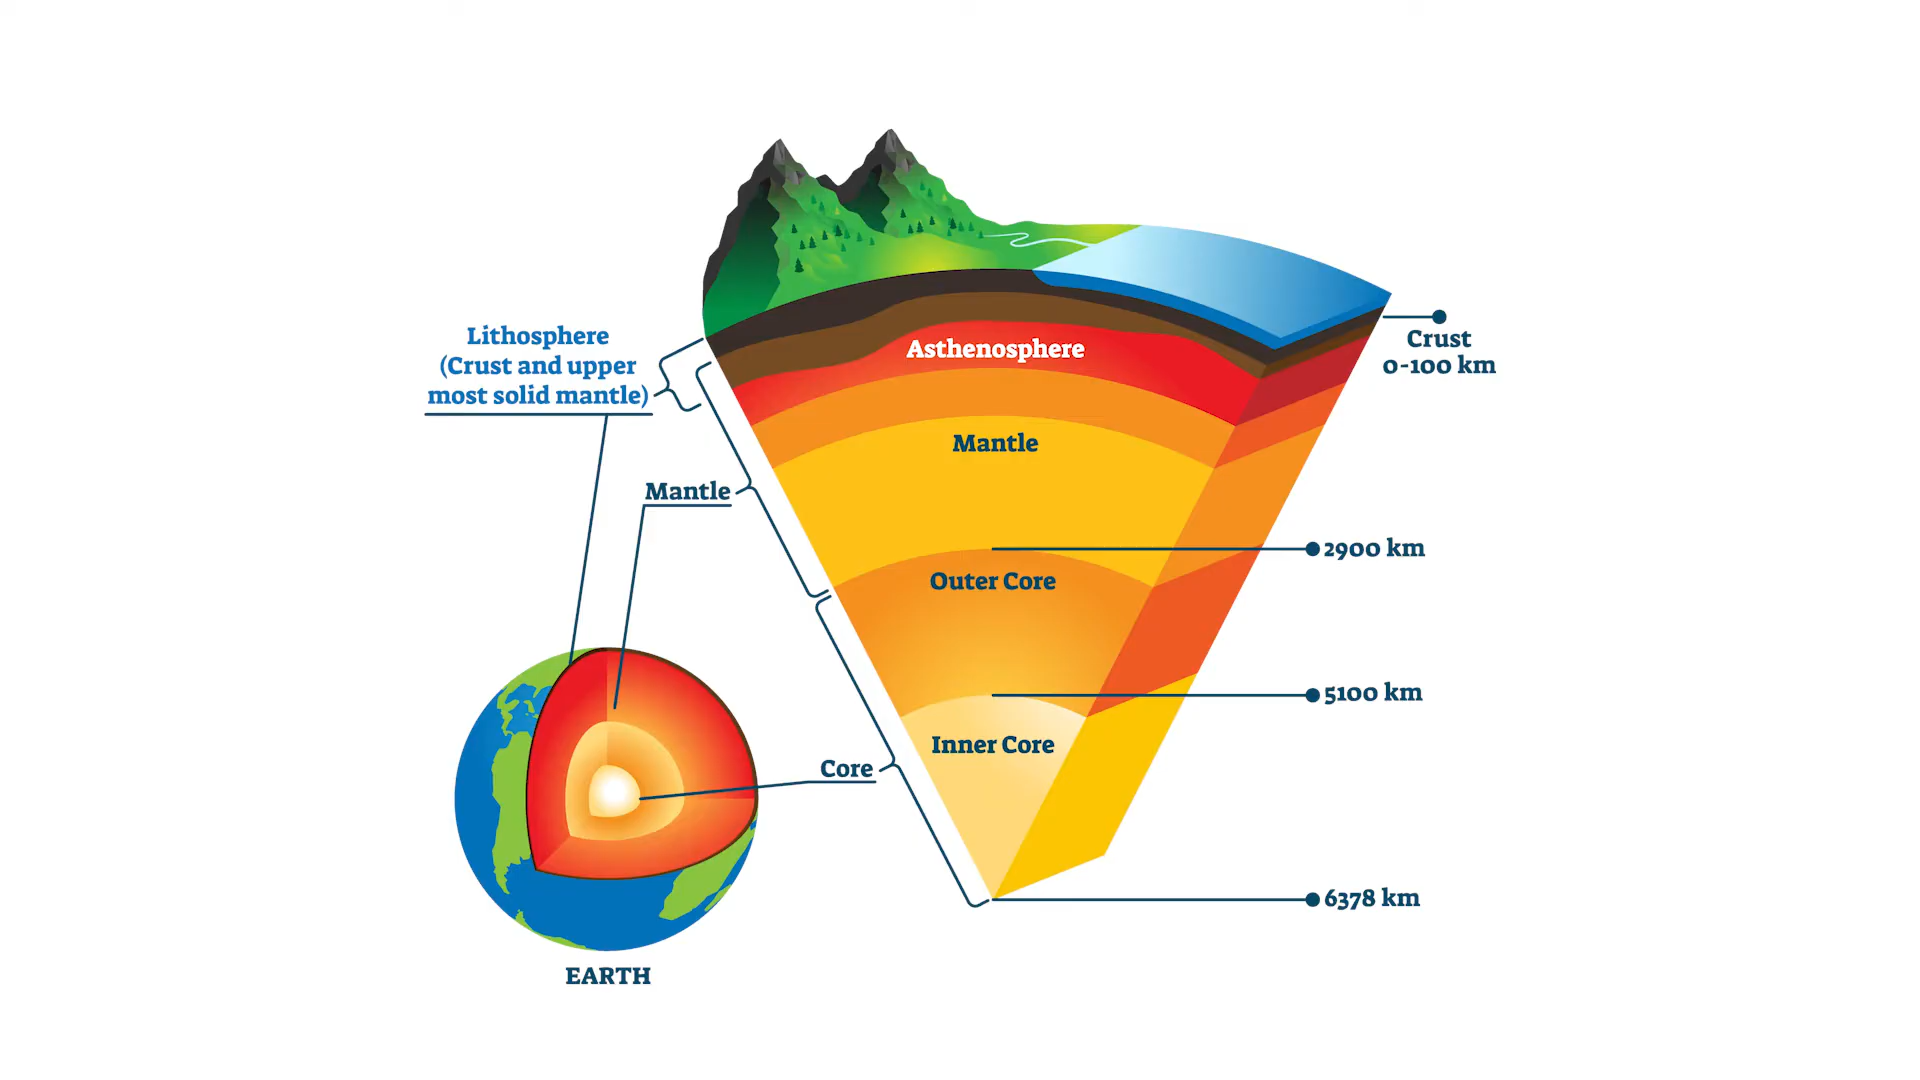 Lithosphere
(Crust and upper
most solid mantle)
Asthenosphere
Crust
0-100 km
Mantle
Mantle
2900 km
Outer Core
5100 km
Inner Core
Core
6378 km
EARTH